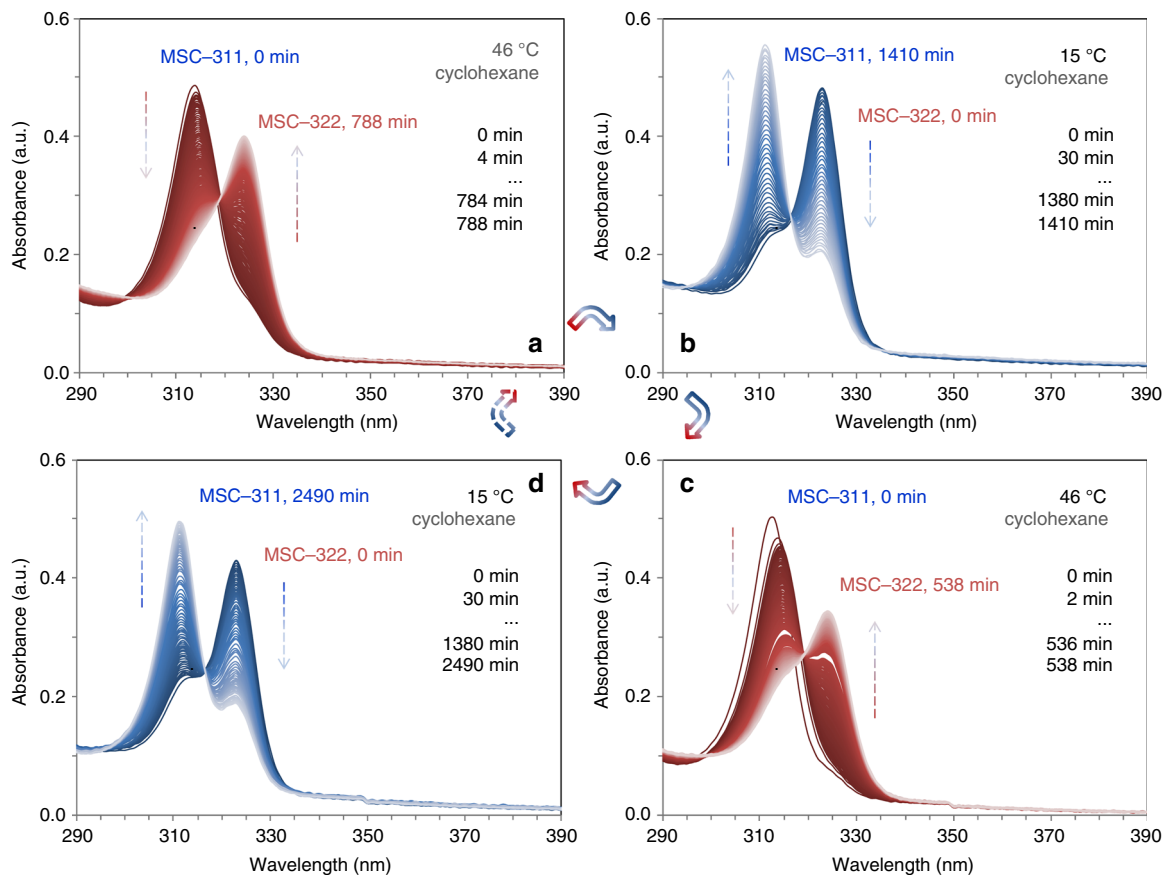 0.6
0.4
0.2
0.0
Absorbance (a.u.)
MSC–311, 0 min
46 °C
cyclohexane
MSC–322, 788 min
0 min
4 min
...
784 min
788 min
a
290 310 330 350 370 390
Wavelength (nm)
0.6
0.4
0.2
0.0
Absorbance (a.u.)
MSC–311, 1410 min
15 °C
cyclohexane
MSC–322, 0 min
0 min
30 min
...
1380 min
1410 min
b
290 310 330 350 370 390
Wavelength (nm)
0.6
0.4
0.2
0.0
Absorbance (a.u.)
d
MSC–311, 2490 min
15 °C
cyclohexane
MSC–322, 0 min
0 min
30 min
...
1380 min
2490 min
290 310 330 350 370 390
Wavelength (nm)
0.6
0.4
0.2
0.0
Absorbance (a.u.)
c
MSC–311, 0 min
46 °C
cyclohexane
MSC–322, 538 min
0 min
2 min
...
536 min
538 min
290 310 330 350 370 390
Wavelength (nm)